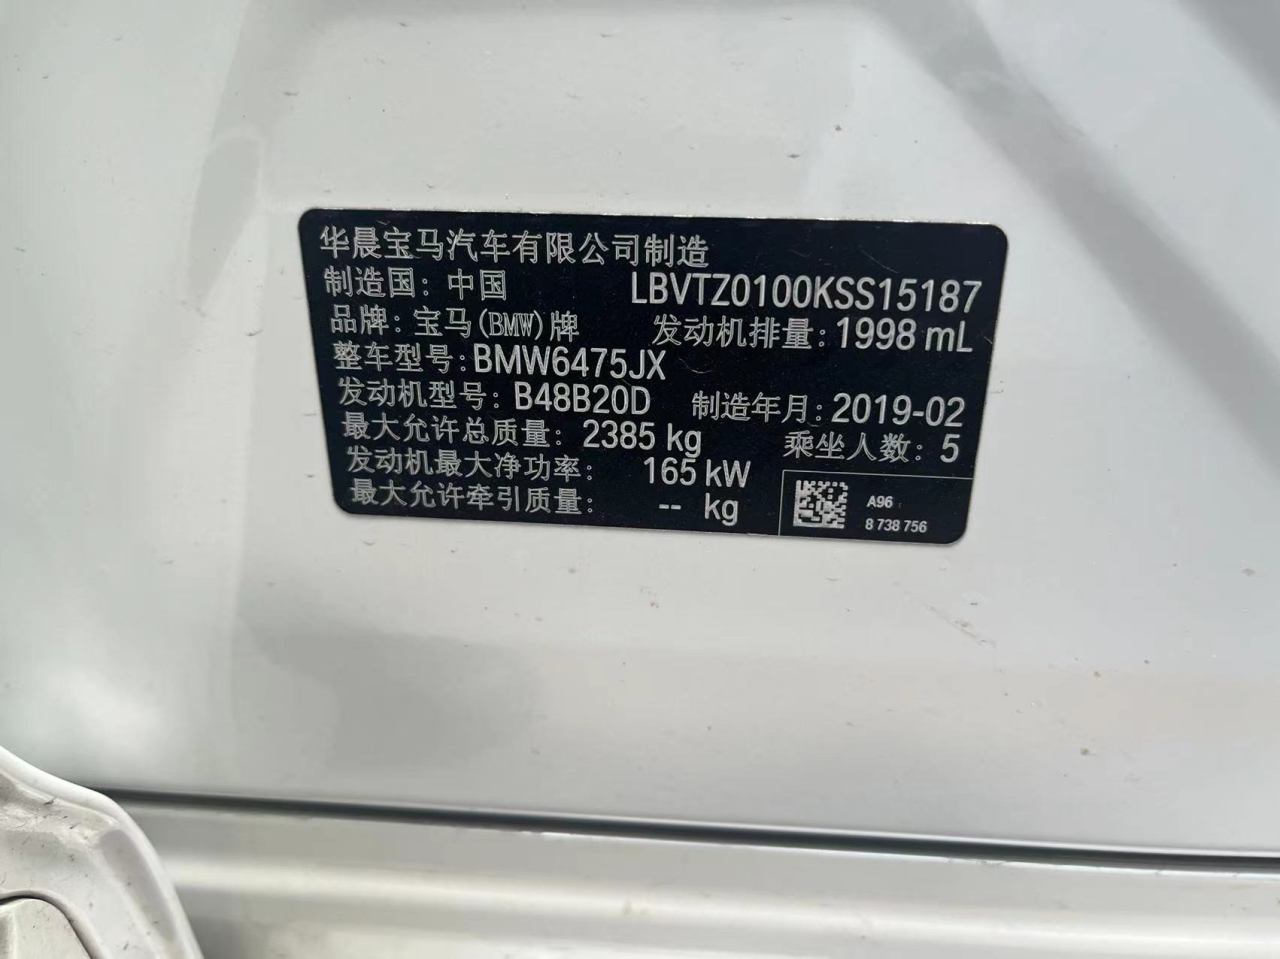 华晨宝马汽车有限公司制造
制造国：中国 LBVTZ0100KSS15187
品牌：宝马(BMW)牌 发动机排量：1998 mL
整车型号：BMW6475JX
发动机型号：B48B20D 制造年月：2019-02
最大允许总质量：2385 kg 乘坐人数：5
发动机最大净功率：165 kW
最大允许牵引质量：-- kg
A96
8 738 756